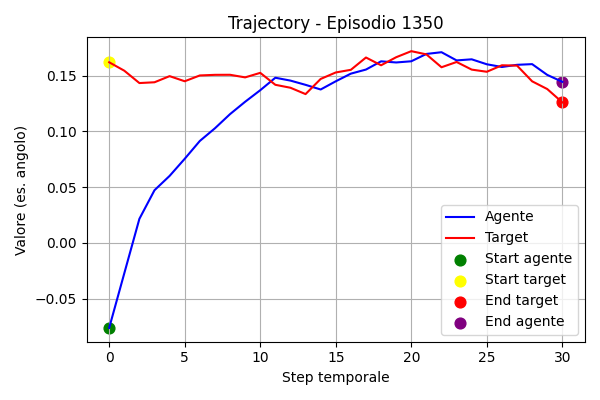 Trajectory - Episodio 1350
Valore (es. angolo)
0.15
0.10
0.05
0.00
−0.05
0 5 10 15 20 25 30
Step temporale
Agente
Target
Start agente
Start target
End target
End agente